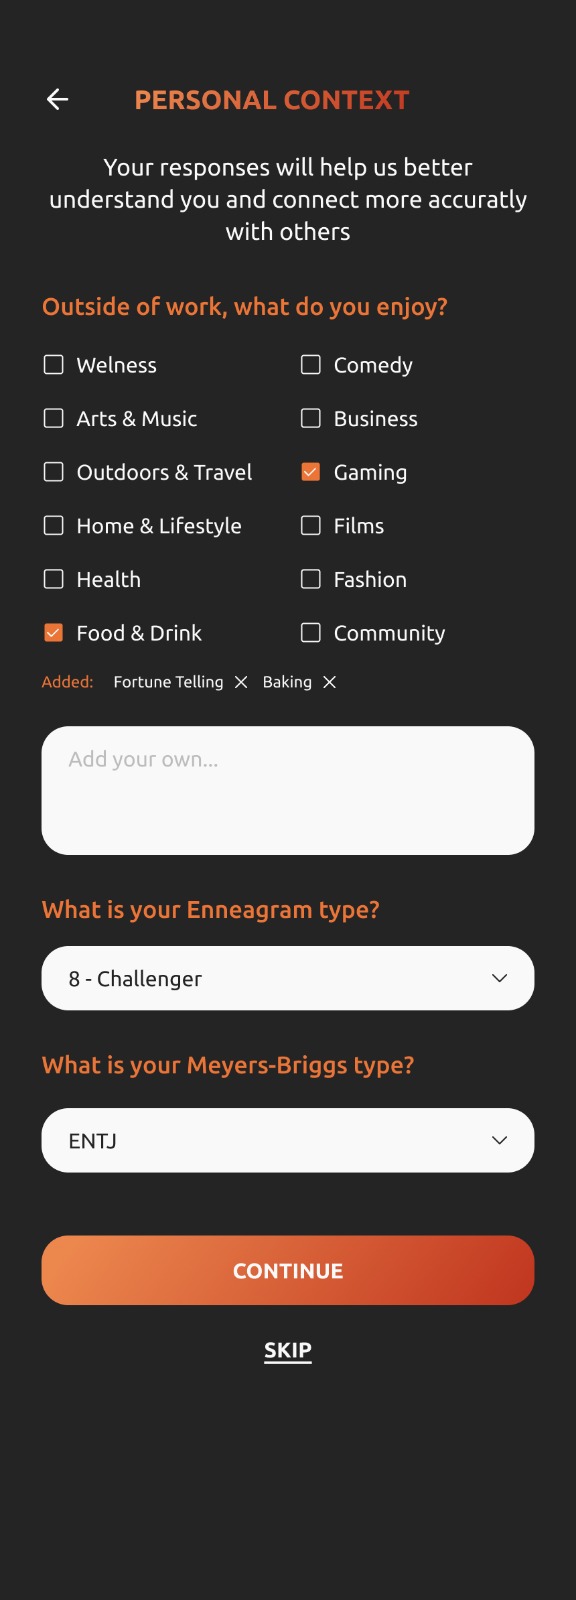 PERSONAL CONTEXT
Your responses will help us better
understand you and connect more accuratly
with others
Outside of work, what do you enjoy?
Welness
Comedy
Arts & Music
Business
Outdoors & Travel
Gaming
Home & Lifestyle
Films
Health
Fashion
Food & Drink
Community
Added: Fortune Telling Baking
Add your own...
What is your Enneagram type?
8 - Challenger
What is your Meyers-Briggs type?
ENTJ
CONTINUE
SKIP